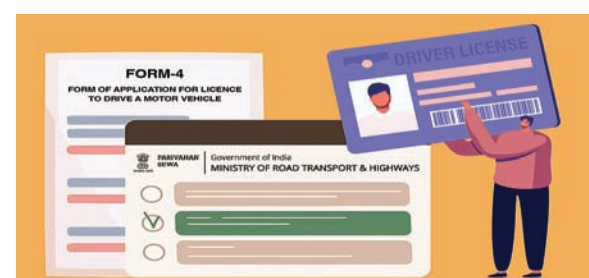 FORM-4
FORM OF APPLICATION FOR LICENCE
TO DRIVE A MOTOR VEHICLE
DRIVER LICENSE
PARIVAHAN
SEWA
Government of India
MINISTRY OF ROAD TRANSPORT & HIGHWAYS